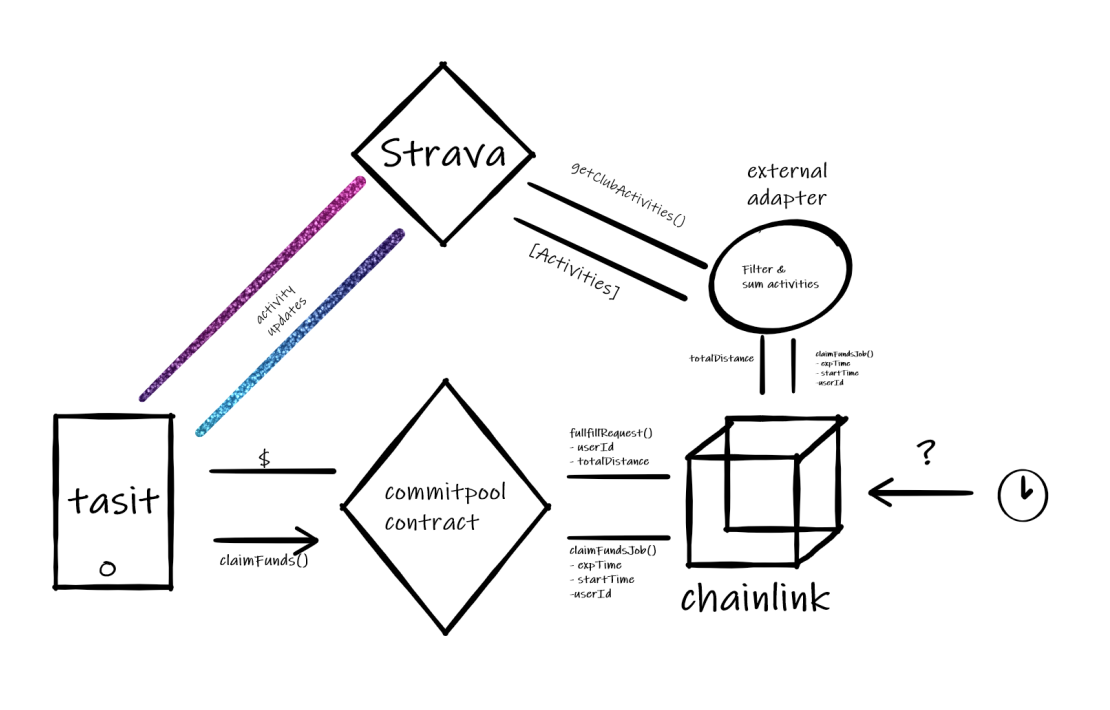 Strava
getClubActivities()
[Activities]
external
adapter
Filter &
sum activities
activity
updates
totalDistance
claimFundsJob()
- expTime
- startTime
-userId
tasit
$
claimFunds()
commitpool
contract
fullfillRequest()
- userId
- totalDistance
claimFundsJob()
- expTime
- startTime
-userId
chainlink
?